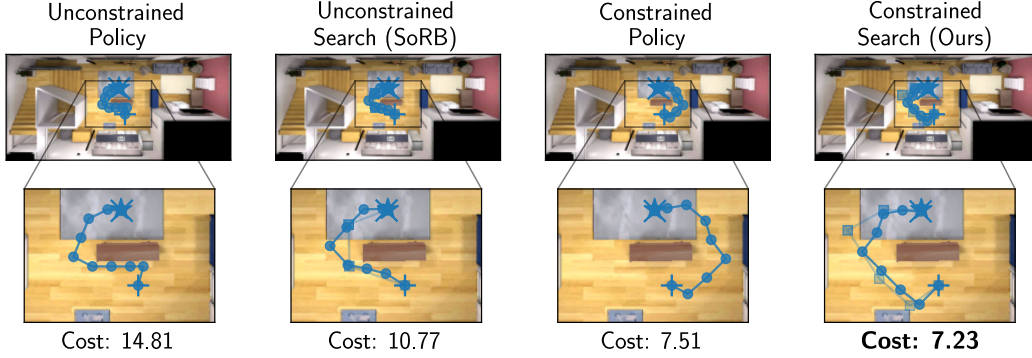 Unconstrained
Policy
Unconstrained
Search (SoRB)
Constrained
Policy
Constrained
Search (Ours)
Cost: 14.81
Cost: 10.77
Cost: 7.51
Cost: 7.23